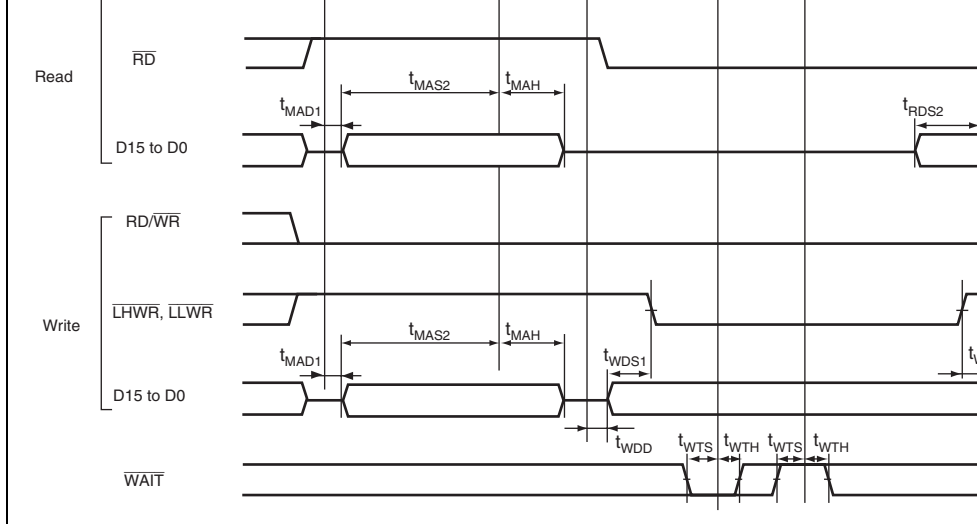 RD
Read
tMAS2 tMAH
tMAD1
tRDS2
D15 to D0
RD/WR
LHWR, LLWR
Write
tMAS2 tMAH
tMAD1
tWDS1
D15 to D0
tWDD
tWTS tWTH tWTS tWTH
WAIT